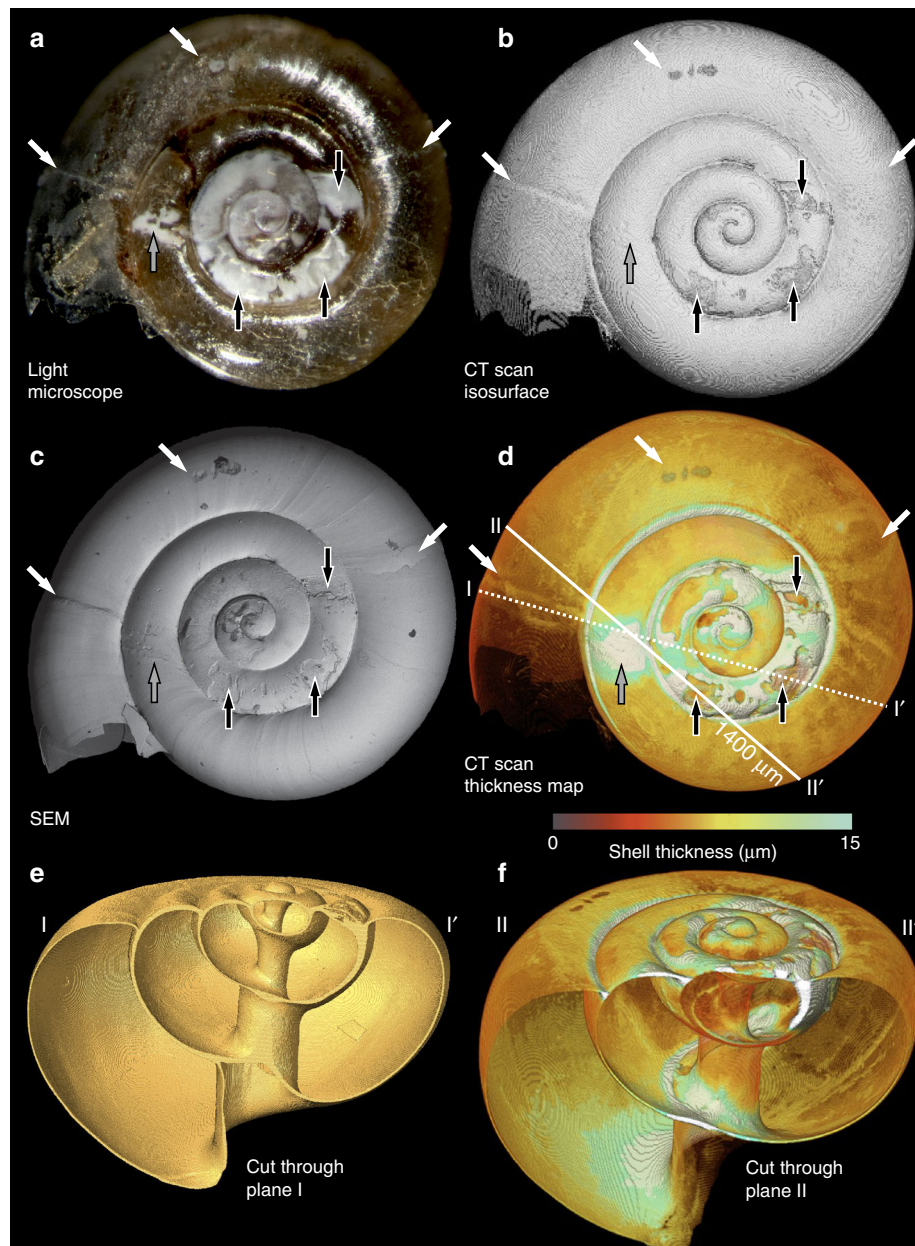 a
b
Light
microscope
CT scan
isosurface
c
d
II
I
I′
1400 μm
II′
SEM
CT scan
thickness map
0
15
Shell thickness (μm)
e
f
I
I′
II
II′
Cut through
plane I
Cut through
plane II